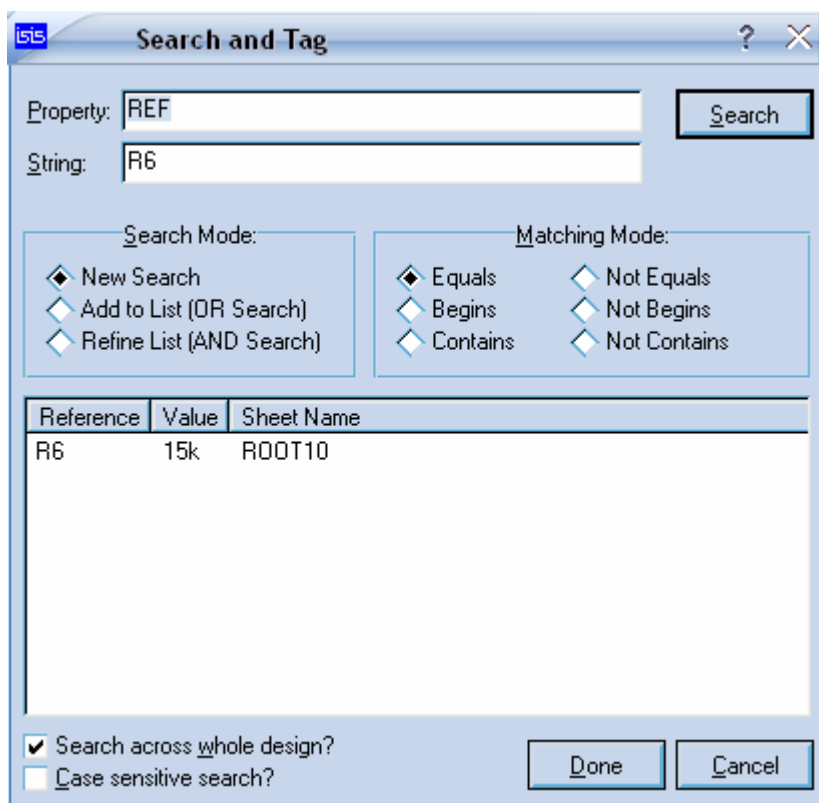 isis Search and Tag ?
Property: REF Search
String: R6
Search Mode: Matching Mode:
New Search Equals Not Equals
Add to List (OR Search) Begins Not Begins
Refine List (AND Search) Contains Not Contains
Reference Value Sheet Name
R6 15k ROOT10
Search across whole design?
Case sensitive search? Done Cancel